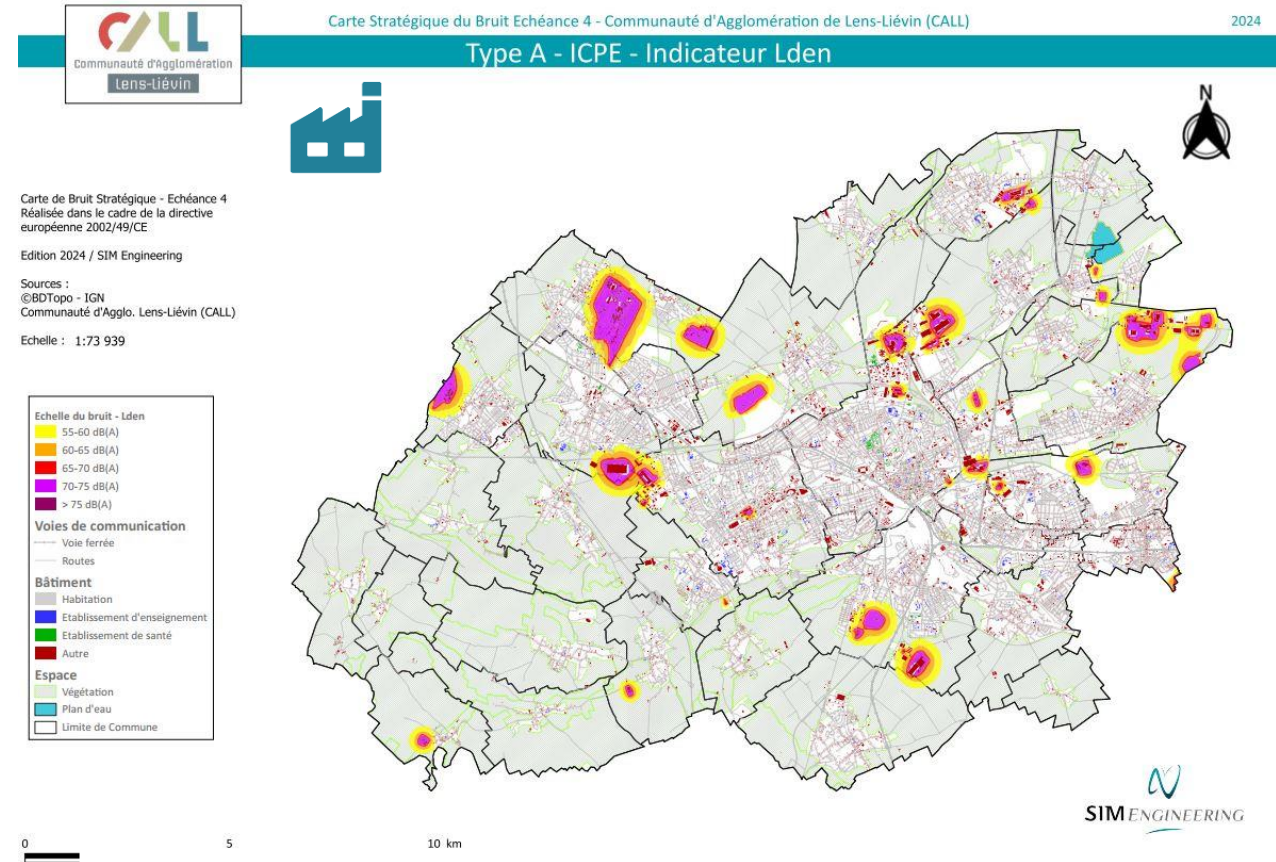 Carte Stratégique du Bruit Echéance 4 - Communauté d'Agglomération de Lens-Liévin (CALL)
2024
Type A - ICPE - Indicateur Lden
CALL
Communauté d'Agglomération
Lens-Liévin
N
Carte de Bruit Stratégique - Echéance 4
Réalisée dans le cadre de la directive
européenne 2002/49/CE
Edition 2024 / SIM Engineering
Sources :
©BDTopo - IGN
Communauté d'Agglo. Lens-Liévin (CALL)
Echelle : 1:73 939
Echelle du bruit - Lden
55-60 dB(A)
60-65 dB(A)
65-70 dB(A)
70-75 dB(A)
> 75 dB(A)
Voies de communication
Voie ferrée
Routes
Bâtiment
Habitation
Etablissement d'enseignement
Etablissement de santé
Autre
Espace
Végétation
Plan d'eau
Limite de Commune
SIM ENGINEERING
0 5 10 km